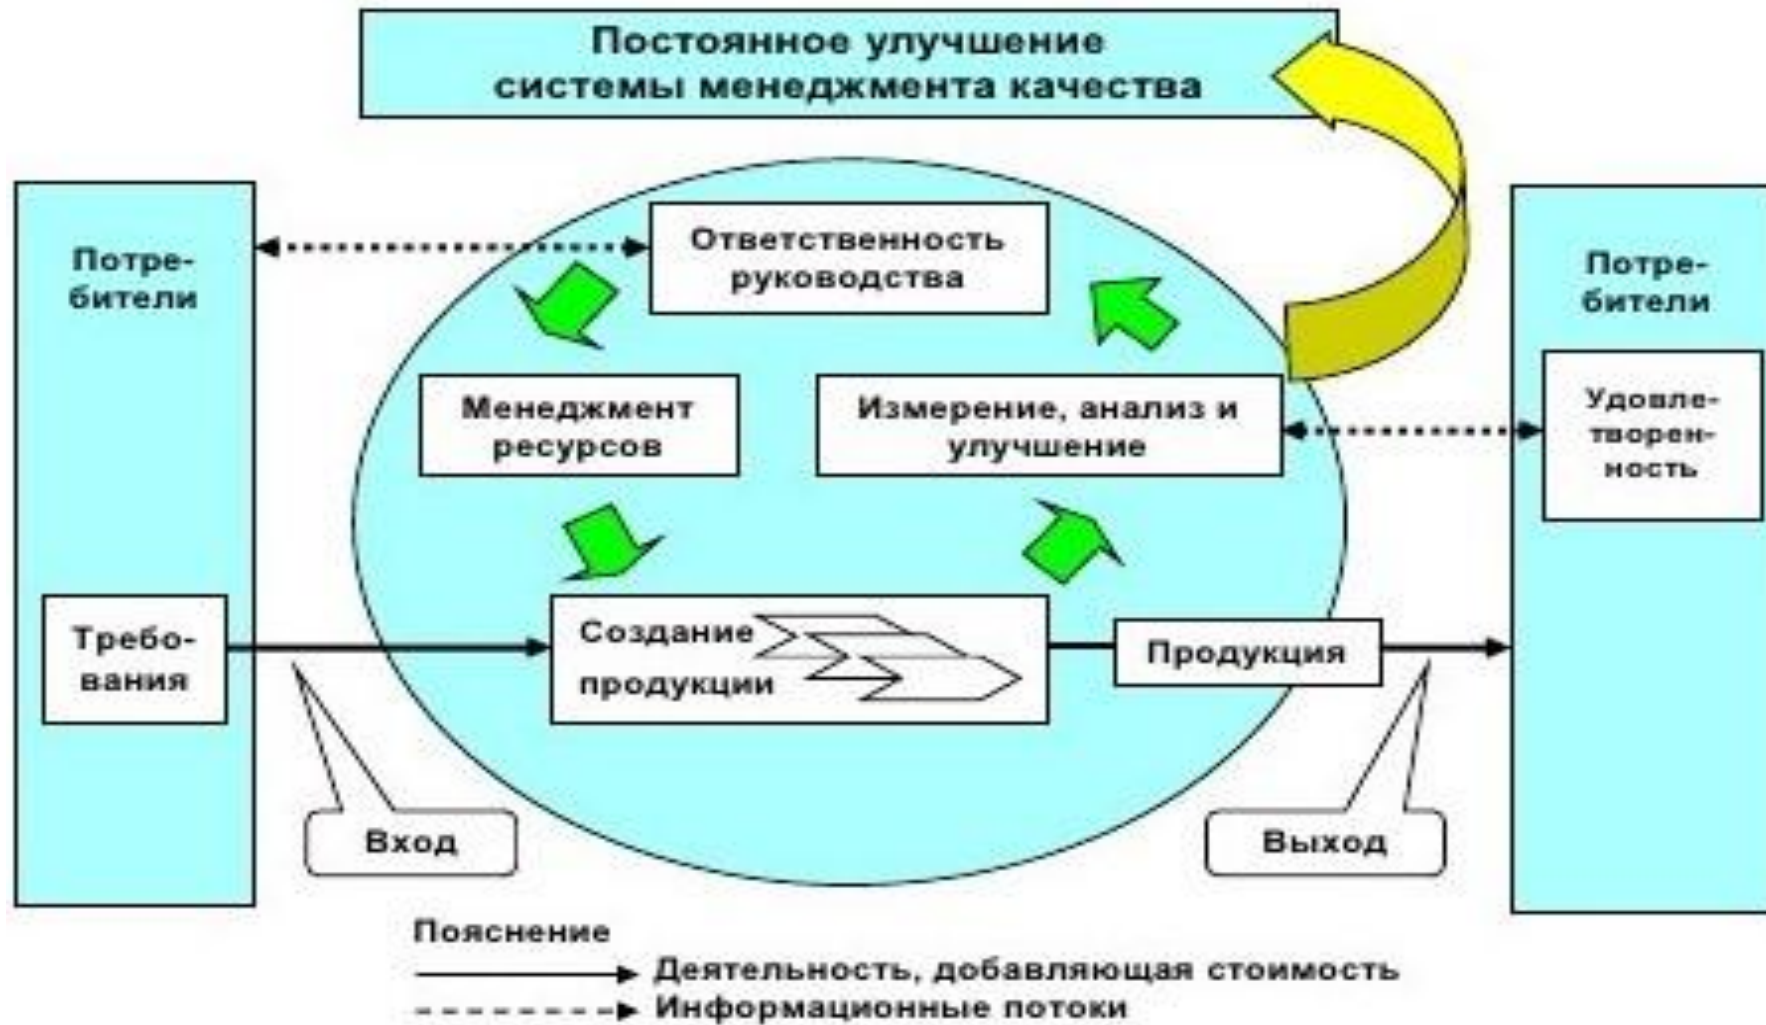 Постоянное улучшение
системы менеджмента качества
Потре-
бители
Ответственность
руководства
Потре-
бители
Менеджмент
ресурсов
Измерение, анализ и
улучшение
Удовле-
творен-
ность
Требо-
вания
Создание
продукции
Продукция
Вход
Выход
Пояснение
Деятельность, добавляющая стоимость
Информационные потоки